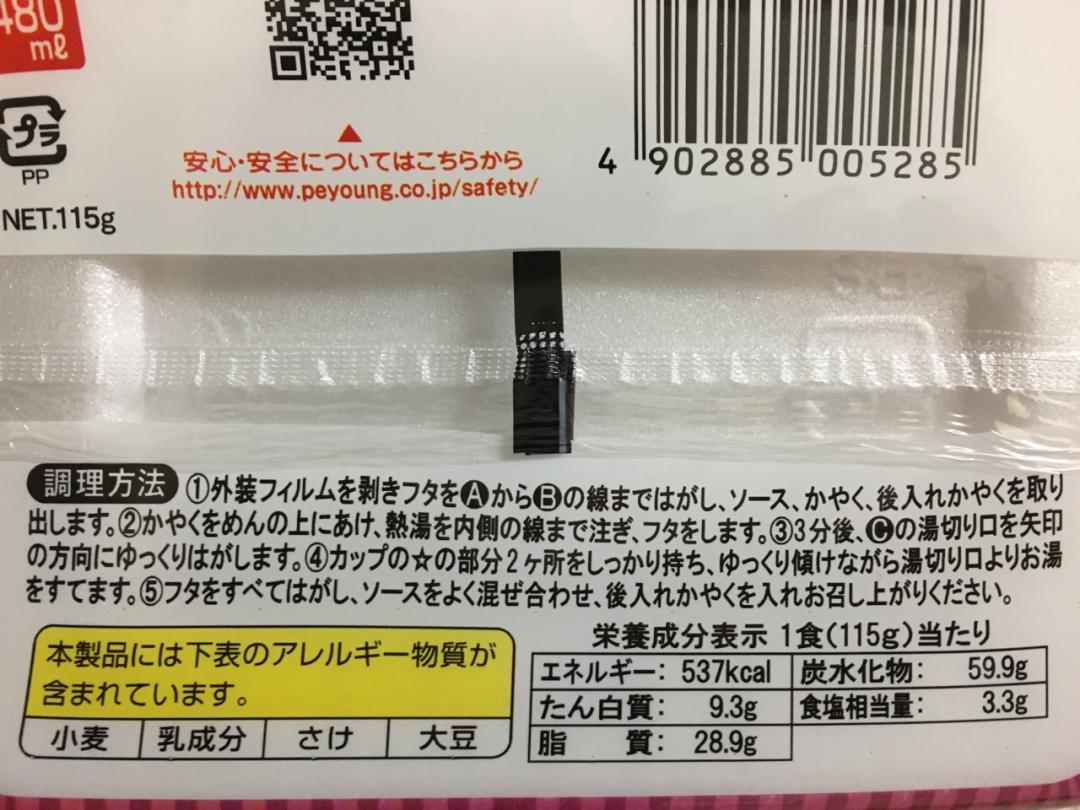 480
mℓ
プラ
PP
NET.115g
安心・安全についてはこちらから
http://www.peyoung.co.jp/safety/
4 902885 005285
調理方法 ①外装フィルムを剥きフタをⒶからⒷの線まではがし、ソース、かやく、後入れかやくを取り
出します。②かやくをめんの上にあけ、熱湯を内側の線まで注ぎ、フタをします。③3分後、Ⓒの湯切り口を矢印
の方向にゆっくりはがします。④カップの☆の部分2ヶ所をしっかり持ち、ゆっくり傾けながら湯切り口よりお湯
をすてます。⑤フタをすべてはがし、ソースをよく混ぜ合わせ、後入れかやくを入れお召し上がりください。
本製品には下表のアレルギー物質が
含まれています。
小麦 乳成分 さけ 大豆
栄養成分表示 1食(115g)当たり
エネルギー: 537kcal 炭水化物: 59.9g
たん白質: 9.3g 食塩相当量: 3.3g
脂 質: 28.9g